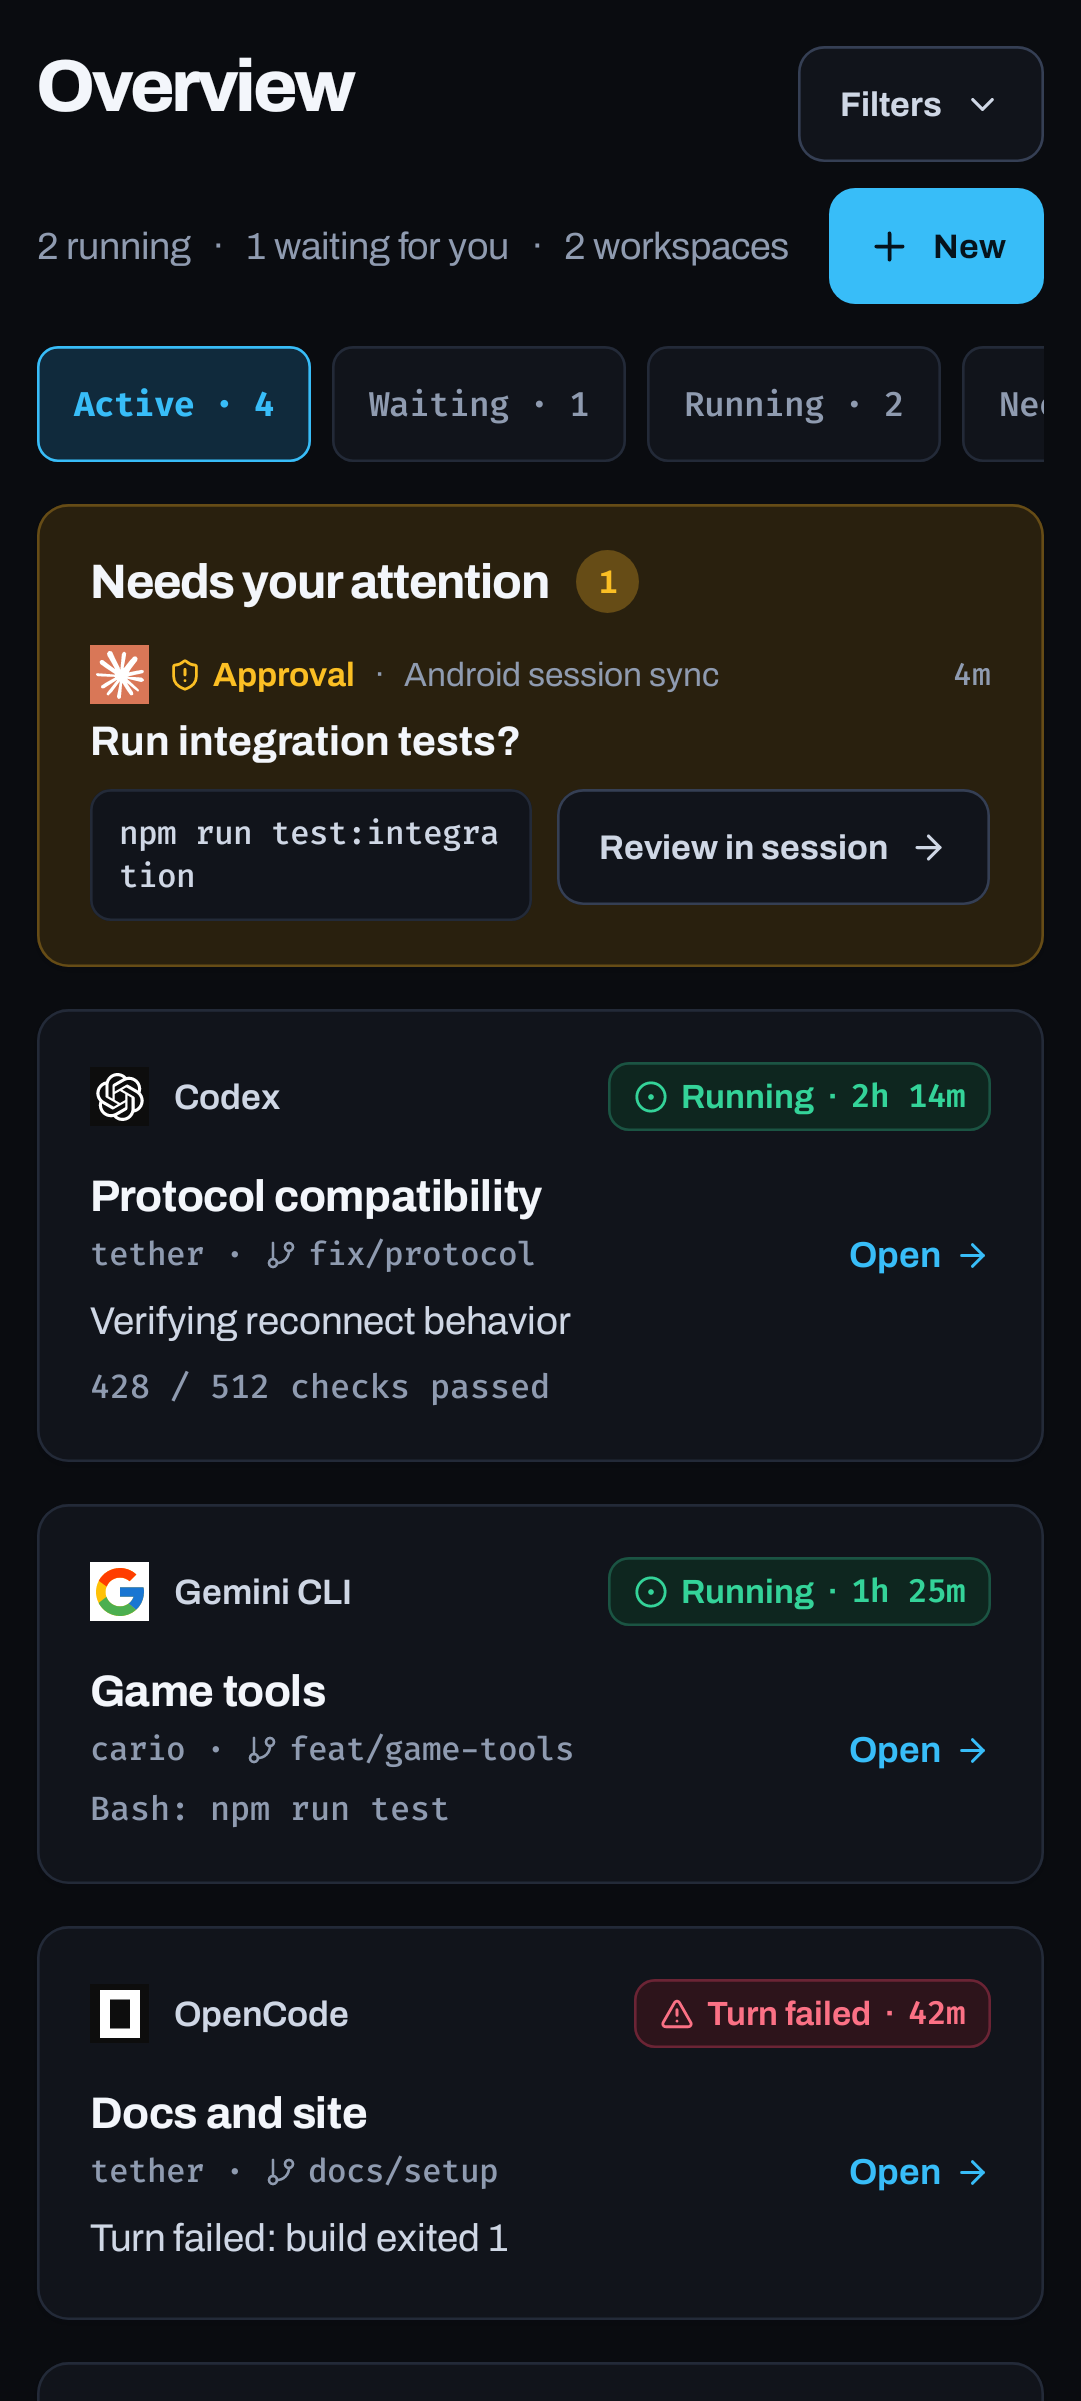 Overview
Filters
2 running · 1 waiting for you · 2 workspaces
+ New
Active · 4
Waiting · 1
Running · 2
Needs your attention 1
Approval · Android session sync 4m
Run integration tests?
npm run test:integra
tion
Review in session →
Codex
Running · 2h 14m
Protocol compatibility
tether · fix/protocol
Open →
Verifying reconnect behavior
428 / 512 checks passed
Gemini CLI
Running · 1h 25m
Game tools
cario · feat/game-tools
Open →
Bash: npm run test
OpenCode
Turn failed · 42m
Docs and site
tether · docs/setup
Open →
Turn failed: build exited 1